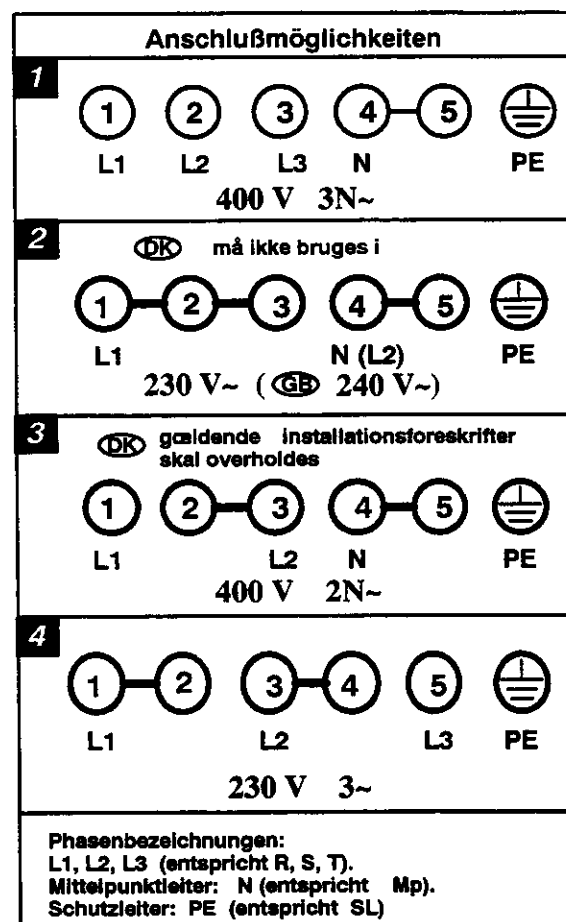 Anschlußmöglichkeiten
1
1 2 3 4 5
L1 L2 L3 N PE
400 V 3N~
2
DK må ikke bruges i
1 2 3 4 5
L1 N (L2) PE
230 V~ ( GB 240 V~)
3
DK gældende installationsforeskrifter
skal overholdes
1 2 3 4 5
L1 L2 N PE
400 V 2N~
4
1 2 3 4 5
L1 L2 L3 PE
230 V 3~
Phasenbezeichnungen:
L1, L2, L3 (entspricht R, S, T).
Mittelpunktleiter: N (entspricht Mp).
Schutzleiter: PE (entspricht SL)